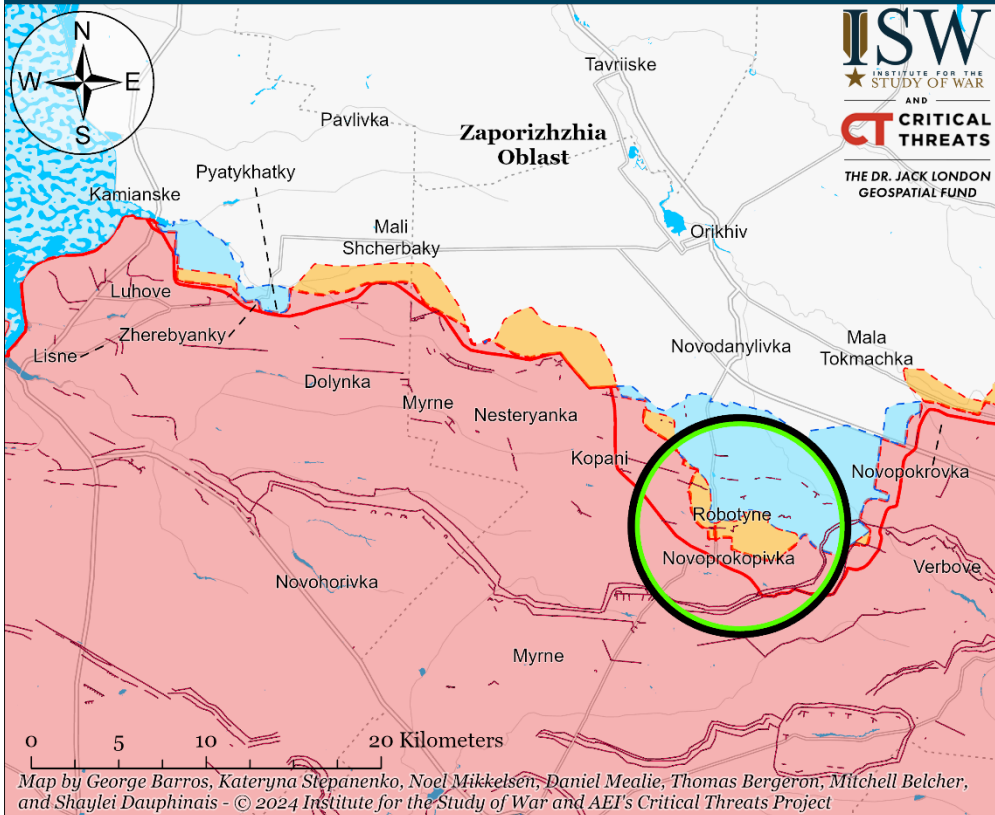 N
W
E
S
ISW
INSTITUTE FOR THE
STUDY OF WAR
AND
CT CRITICAL
THREATS
THE DR. JACK LONDON
GEOSPATIAL FUND
Tavriiske
Pavlivka
Zaporizhzhia
Oblast
Pyatykhatky
Kamianske
Mali
Shcherbaky
Orikhiv
Luhove
Zherebyanky
Lisne
Novodanylivka
Mala
Tokmachka
Dolynka
Myrne
Nesteryanka
Kopani
Novopokrovka
Robotyne
Novoprokopivka
Verbove
Novohorivka
Myrne
0 5 10 20 Kilometers
Map by George Barros, Kateryna Stepanenko, Noel Mikkelsen, Daniel Mealie, Thomas Bergeron, Mitchell Belcher,
and Shaylei Dauphinais - © 2024 Institute for the Study of War and AEI's Critical Threats Project